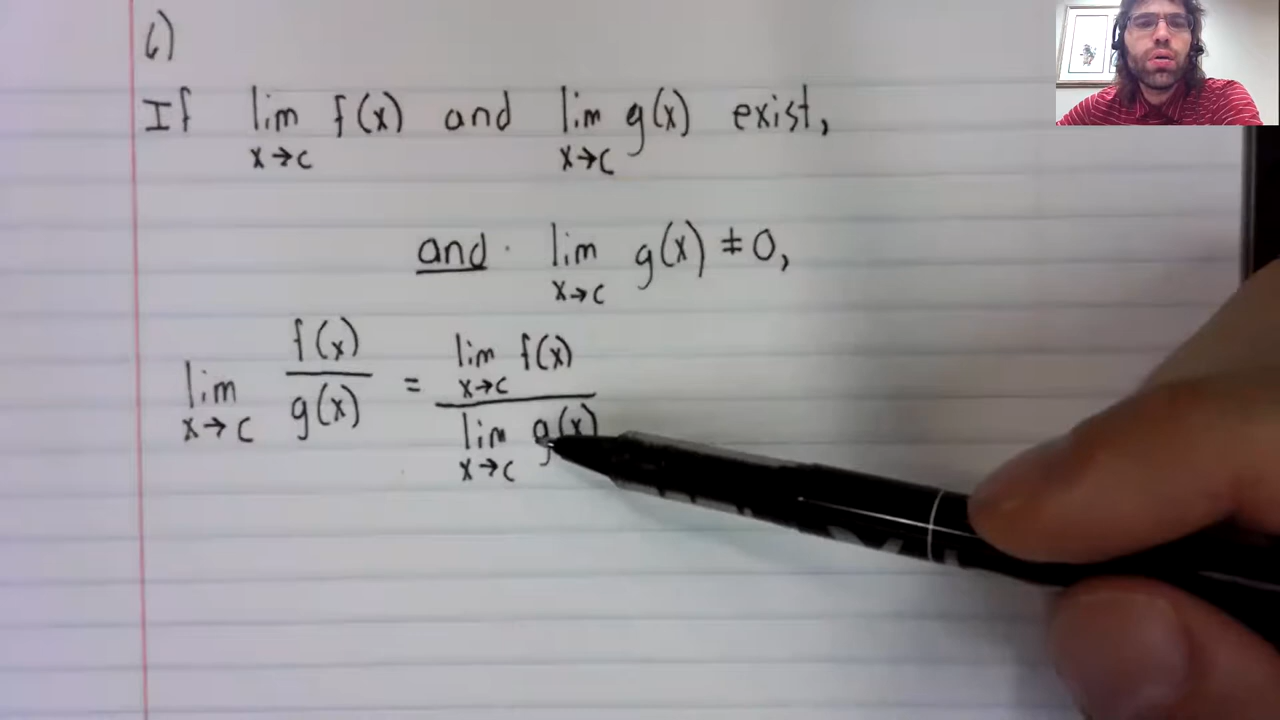 6)
If lim f(x) and lim g(x) exist,
x→c x→c
and lim g(x) ≠ 0,
x→c
lim f(x)/g(x) = lim f(x)/lim g(x)
x→c x→c x→c